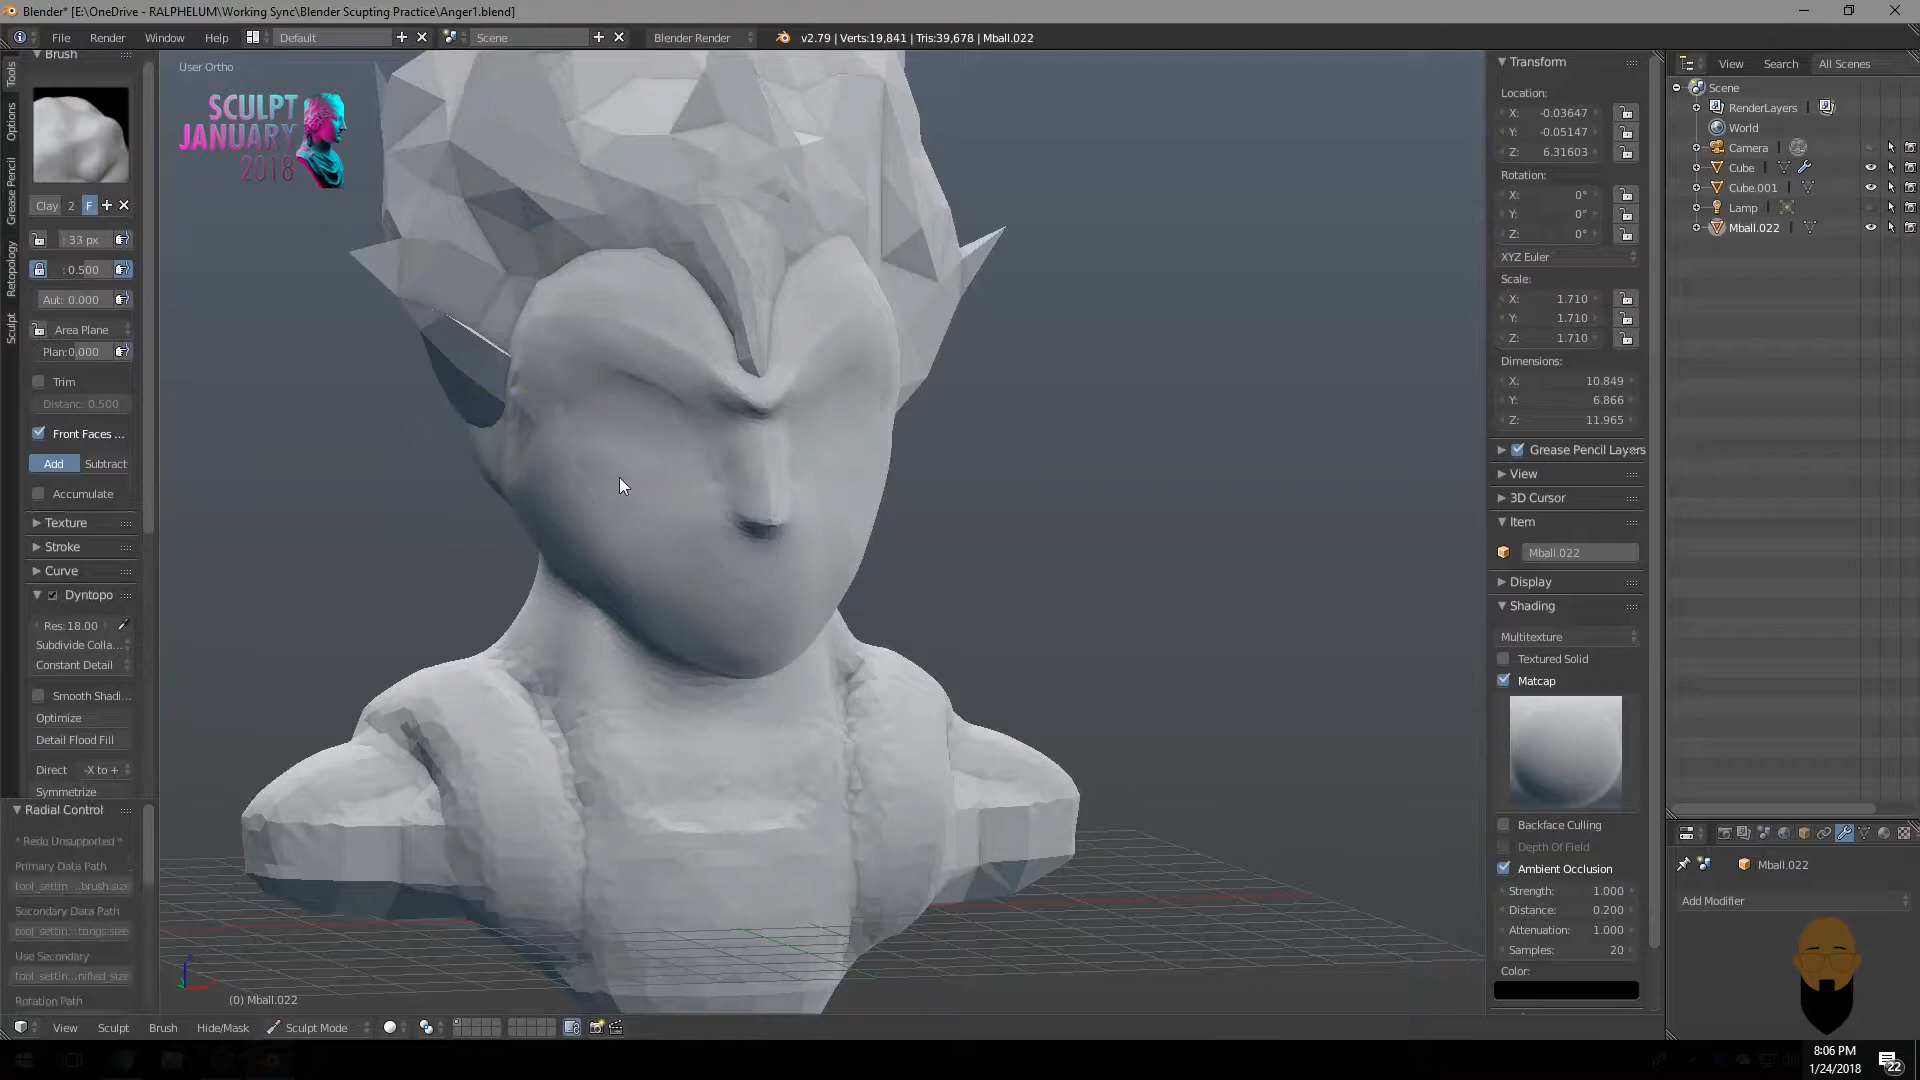 Blender* [E:\OneDrive - RALPHELUM\Working Sync\Blender Scupting Practice\Anger1.blend]
File Render Window Help Default Scene Blender Render v2.79 | Verts:19,841 | Tris:39,678 | Mball.022
Tools
Options
Grease Pencil
Retopology
Sculpt
Brush
Clay 2 F
: 33 px
: 0.500
Aut: 0.000
Area Plane
Plan:0.000
Trim
Distanc: 0.500
Front Faces ...
Add Subtract
Accumulate
Texture
Stroke
Curve
Dyntopo
Res:18.00
Subdivide Colla...
Constant Detail
Smooth Shadi...
Optimize
Detail Flood Fill
Direct -X to +
Symmetrize
Radial Control
* Redo Unsupported *
Primary Data Path
tool_settin...brush.size
Secondary Data Path
Use Secondary
tool_settin...nified_size
Rotation Path
User Ortho
SCULPT
JANUARY
2018
(0) Mball.022
View Sculpt Brush Hide/Mask Sculpt Mode
Transform
Location:
X: -0.03647
Y: -0.05147
Z: 6.31603
Rotation:
X: 0°
Y: 0°
Z: 0°
XYZ Euler
Scale:
X: 1.710
Y: 1.710
Z: 1.710
Dimensions:
X: 10.849
Y: 6.866
Z: 11.965
Grease Pencil Layers
View
3D Cursor
Item
Mball.022
Display
Shading
Multitexture
Textured Solid
Matcap
Backface Culling
Depth Of Field
Ambient Occlusion
Strength: 1.000
Distance: 0.200
Attenuation: 1.000
Samples: 20
Color:
View Search All Scenes
Scene
RenderLayers
World
Camera
Cube
Cube.001
Lamp
Mball.022
Mball.022
Add Modifier
8:06 PM
1/24/2018
22